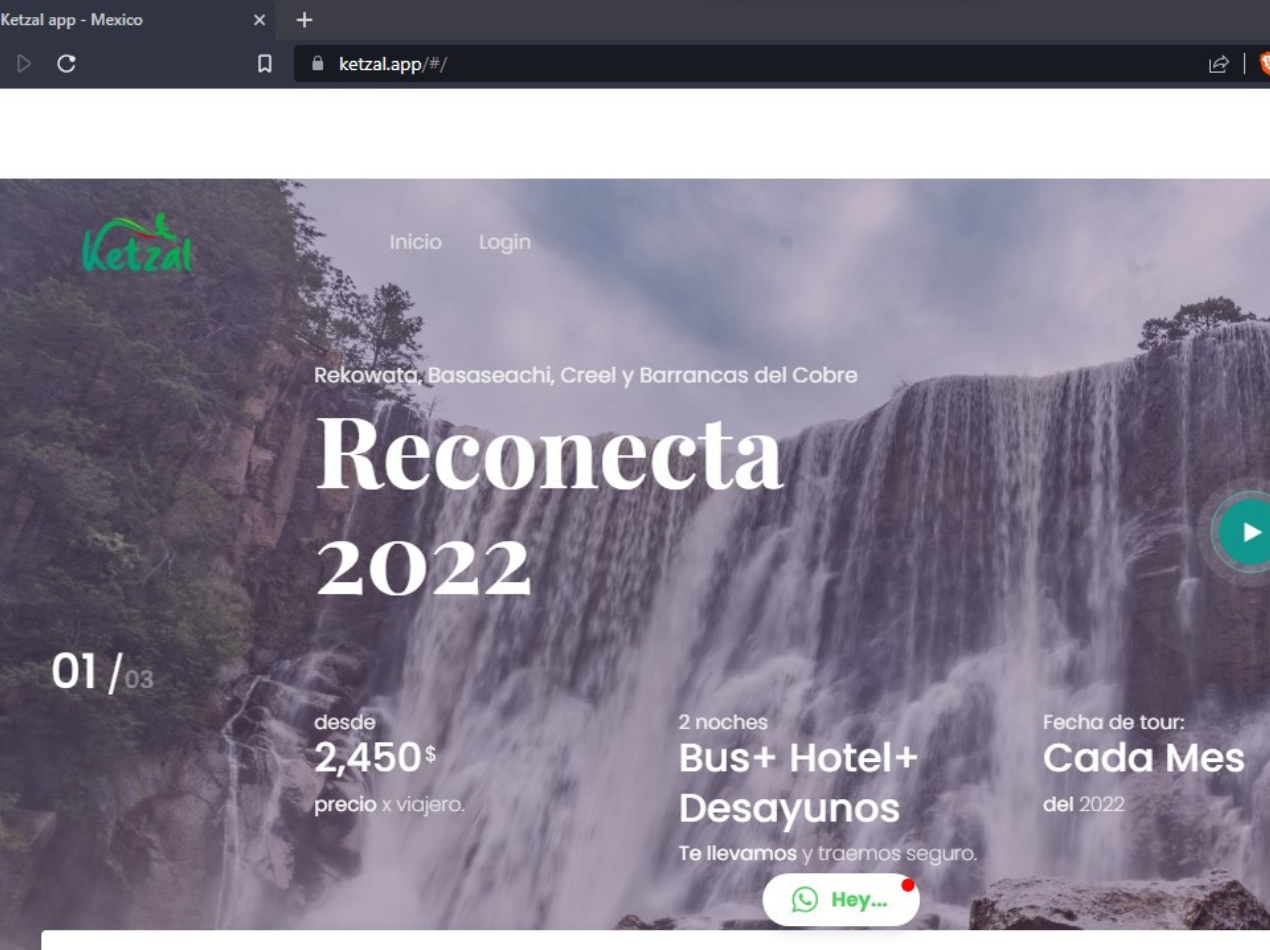 Ketzal app - Mexico
ketzal.app/#/
Ketzal
Inicio Login
Rekowata, Basaseachi, Creel y Barrancas del Cobre
Reconecta
2022
01 /03
desde
2,450$
precio x viajero.
2 noches
Bus+ Hotel+
Desayunos
Te llevamos y traemos seguro.
Fecha de tour:
Cada Mes
del 2022
Hey...